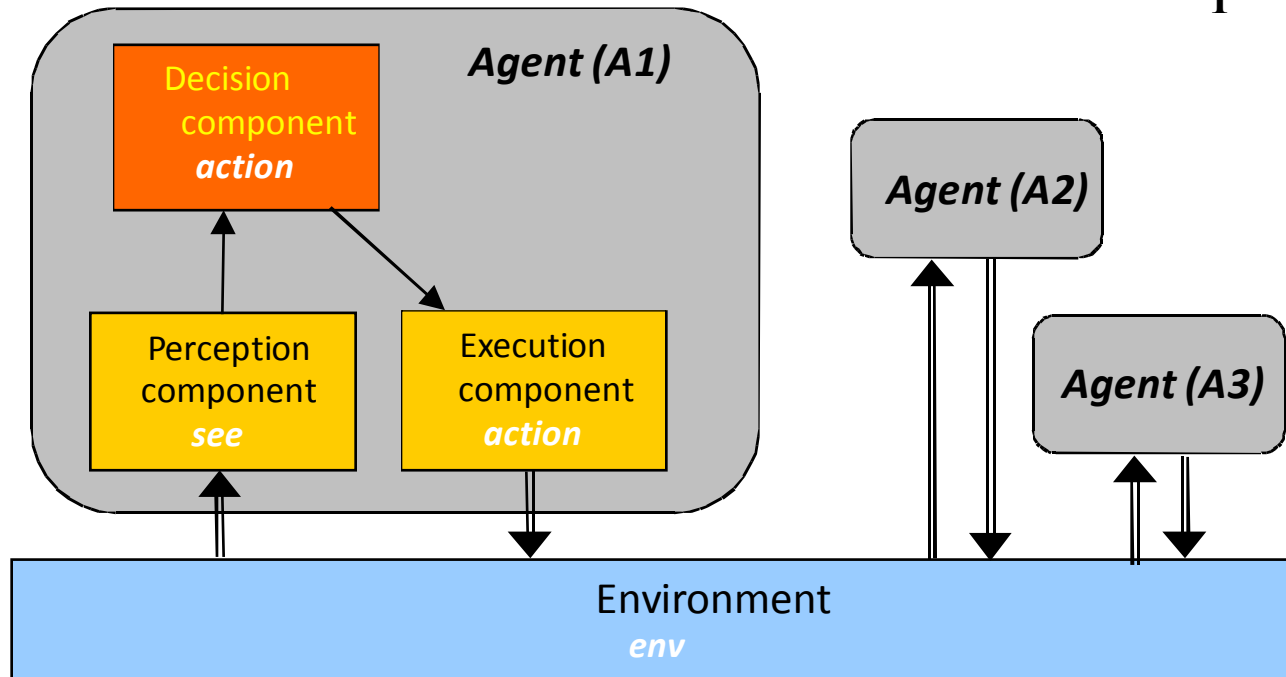 Agent (A1)
Decision
component
action
Perception
component
see
Execution
component
action
Agent (A2)
Agent (A3)
Environment
env